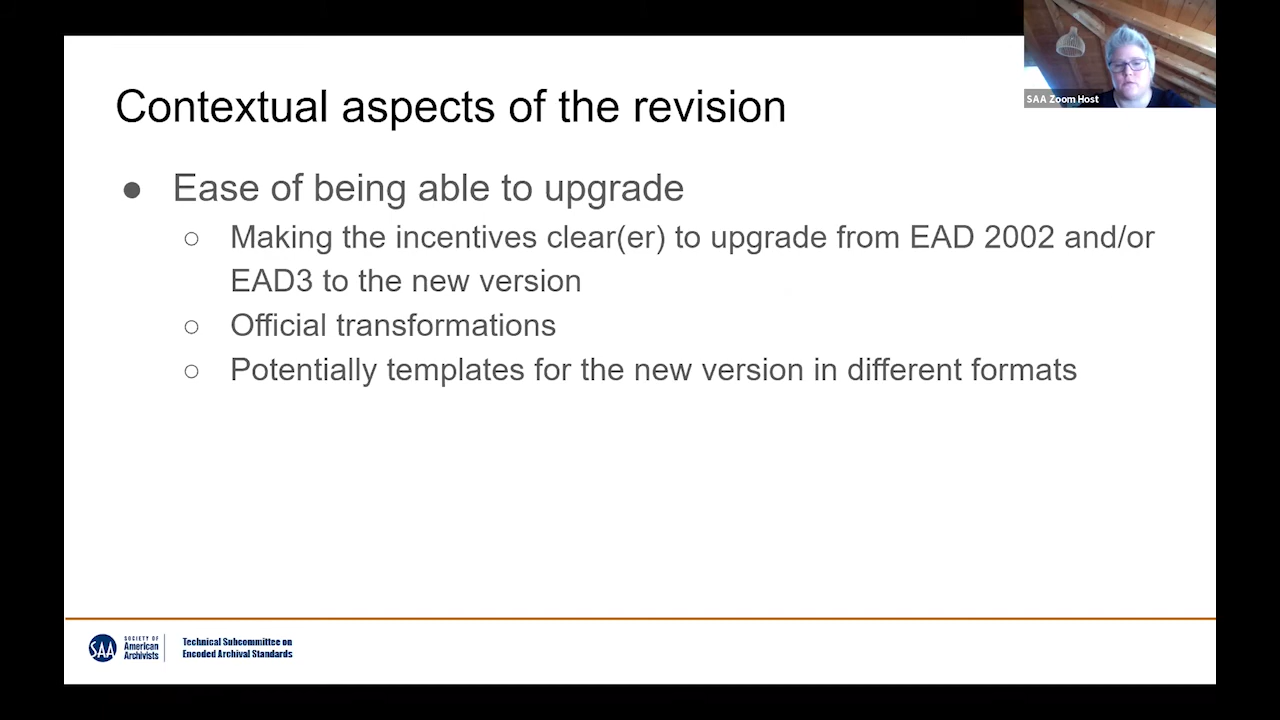 SAA Zoom Host
Contextual aspects of the revision
● Ease of being able to upgrade
○ Making the incentives clear(er) to upgrade from EAD 2002 and/or
EAD3 to the new version
○ Official transformations
○ Potentially templates for the new version in different formats
SAA
SOCIETY OF
American
Archivists
Technical Subcommittee on
Encoded Archival Standards